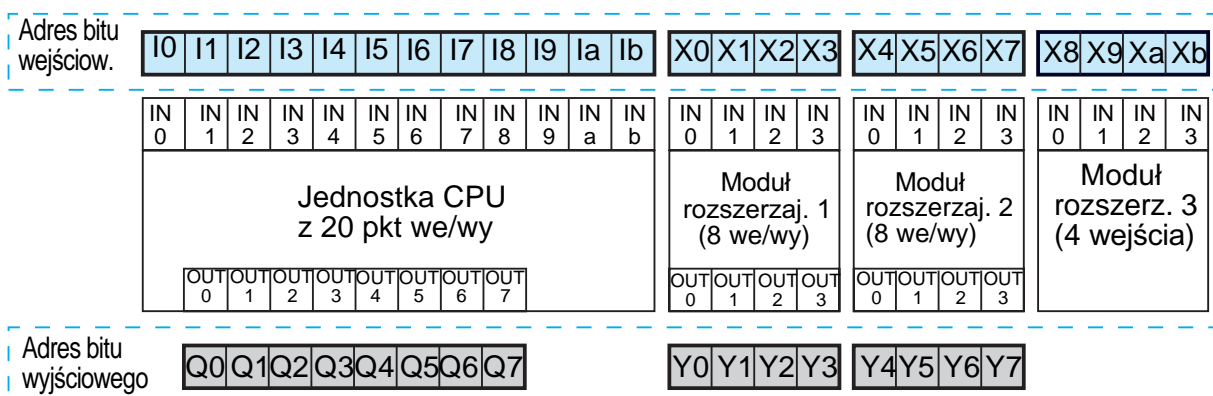 Adres bitu
wejściow.
I0 I1 I2 I3 I4 I5 I6 I7 I8 I9 Ia Ib X0 X1 X2 X3 X4 X5 X6 X7 X8 X9 Xa Xb
IN IN IN IN IN IN IN IN IN IN IN IN IN IN IN IN IN IN IN IN IN IN IN IN
0 1 2 3 4 5 6 7 8 9 a b 0 1 2 3 0 1 2 3 0 1 2 3
Jednostka CPU
z 20 pkt we/wy
Moduł
rozszerzaj. 1
(8 we/wy)
Moduł
rozszerzaj. 2
(8 we/wy)
Moduł
rozszerz. 3
(4 wejścia)
OUT OUT OUT OUT OUT OUT OUT OUT OUT OUT OUT OUT OUT OUT OUT OUT
0 1 2 3 4 5 6 7 0 1 2 3 0 1 2 3
Adres bitu
wyjściowego
Q0 Q1 Q2 Q3 Q4 Q5 Q6 Q7 Y0 Y1 Y2 Y3 Y4 Y5 Y6 Y7